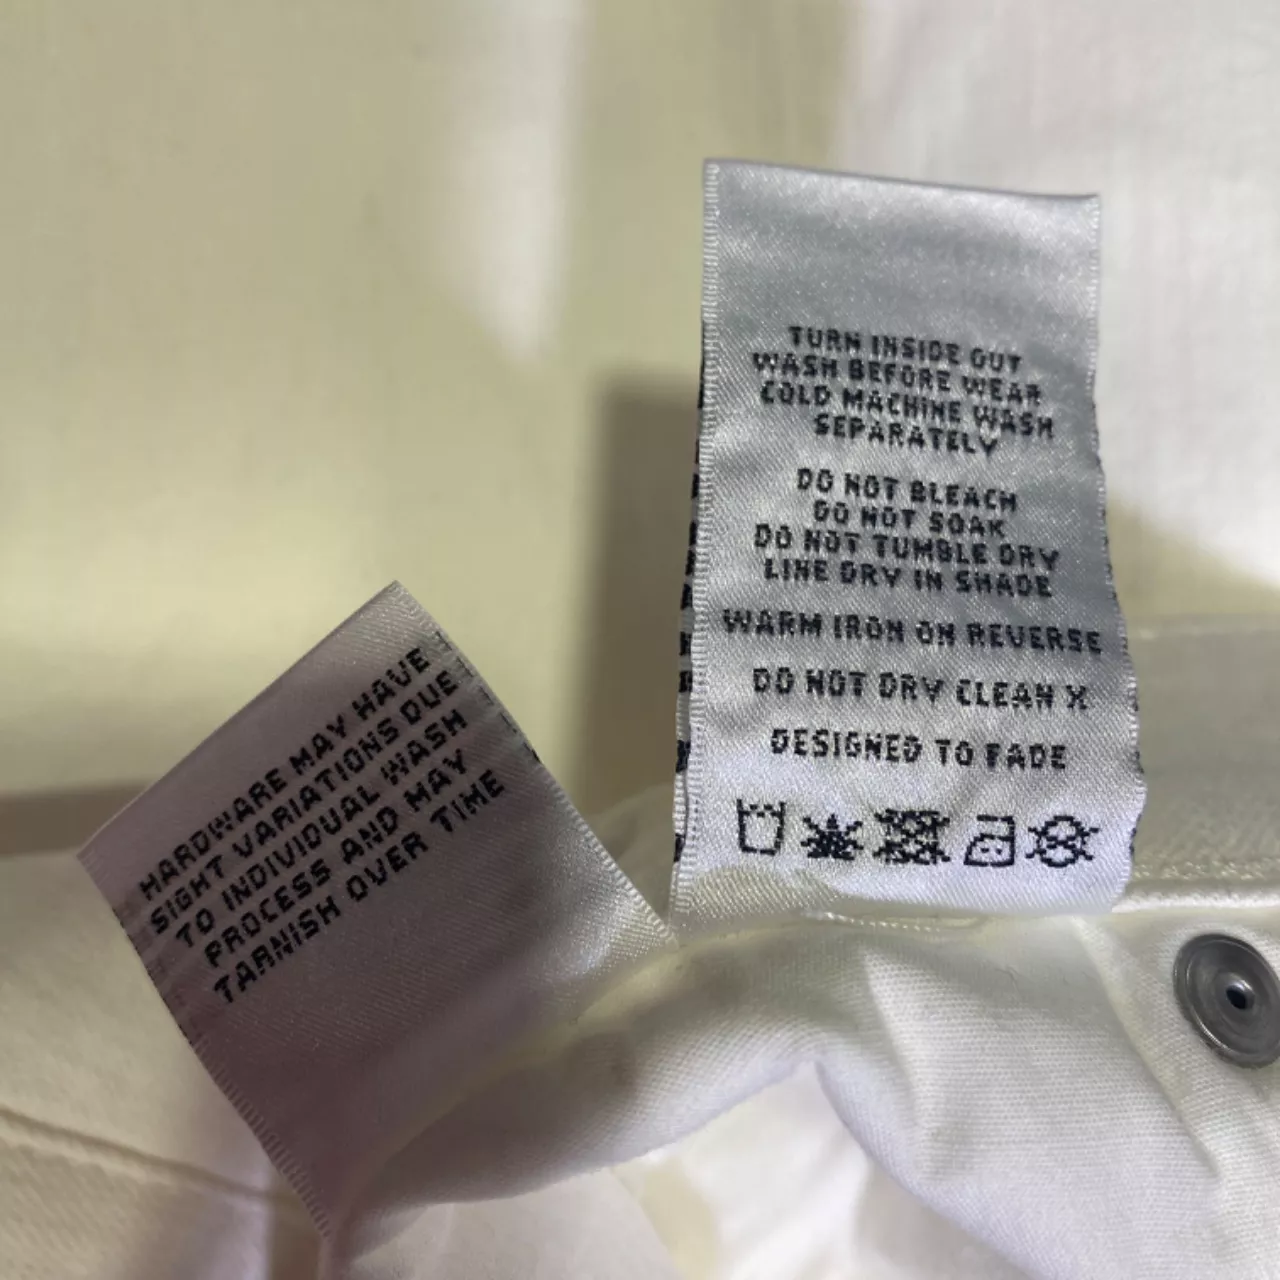 HARDWARE MAY HAVE
SIGHT VARIATIONS DUE
TO INDIVIDUAL WASH
PROCESS AND MAY
TARNISH OVER TIME
TURN INSIDE OUT
WASH BEFORE WEAR
COLD MACHINE WASH
SEPARATELY
DO NOT BLEACH
DO NOT SOAK
DO NOT TUMBLE DRY
LINE DRY IN SHADE
WARM IRON ON REVERSE
DO NOT DRY CLEAN X
DESIGNED TO FADE